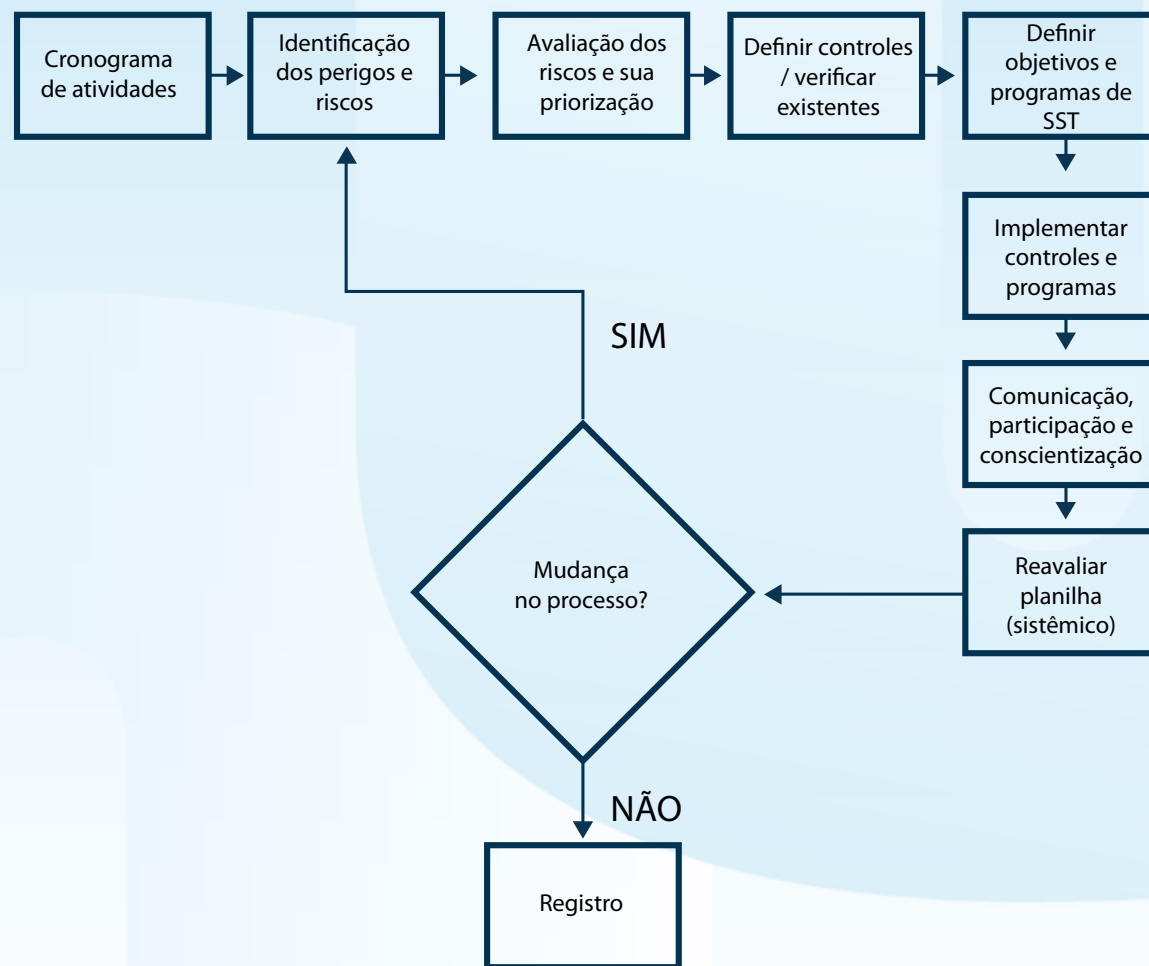 Cronograma
de atividades
Identificação
dos perigos e
riscos
Avaliação dos
riscos e sua
priorização
Definir controles
/ verificar
existentes
Definir
objetivos e
programas de
SST
Implementar
controles e
programas
Comunicação,
participação e
conscientização
Reavaliar
planilha
(sistêmico)
Mudança
no processo?
SIM
NÃO
Registro